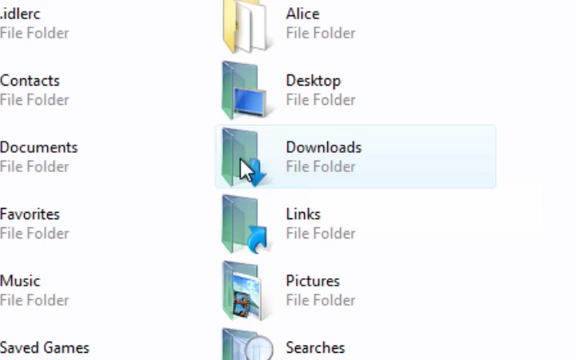 .idlerc
File Folder
Alice
File Folder
Contacts
File Folder
Desktop
File Folder
Documents
File Folder
Downloads
File Folder
Favorites
File Folder
Links
File Folder
Music
File Folder
Pictures
File Folder
Saved Games
Searches